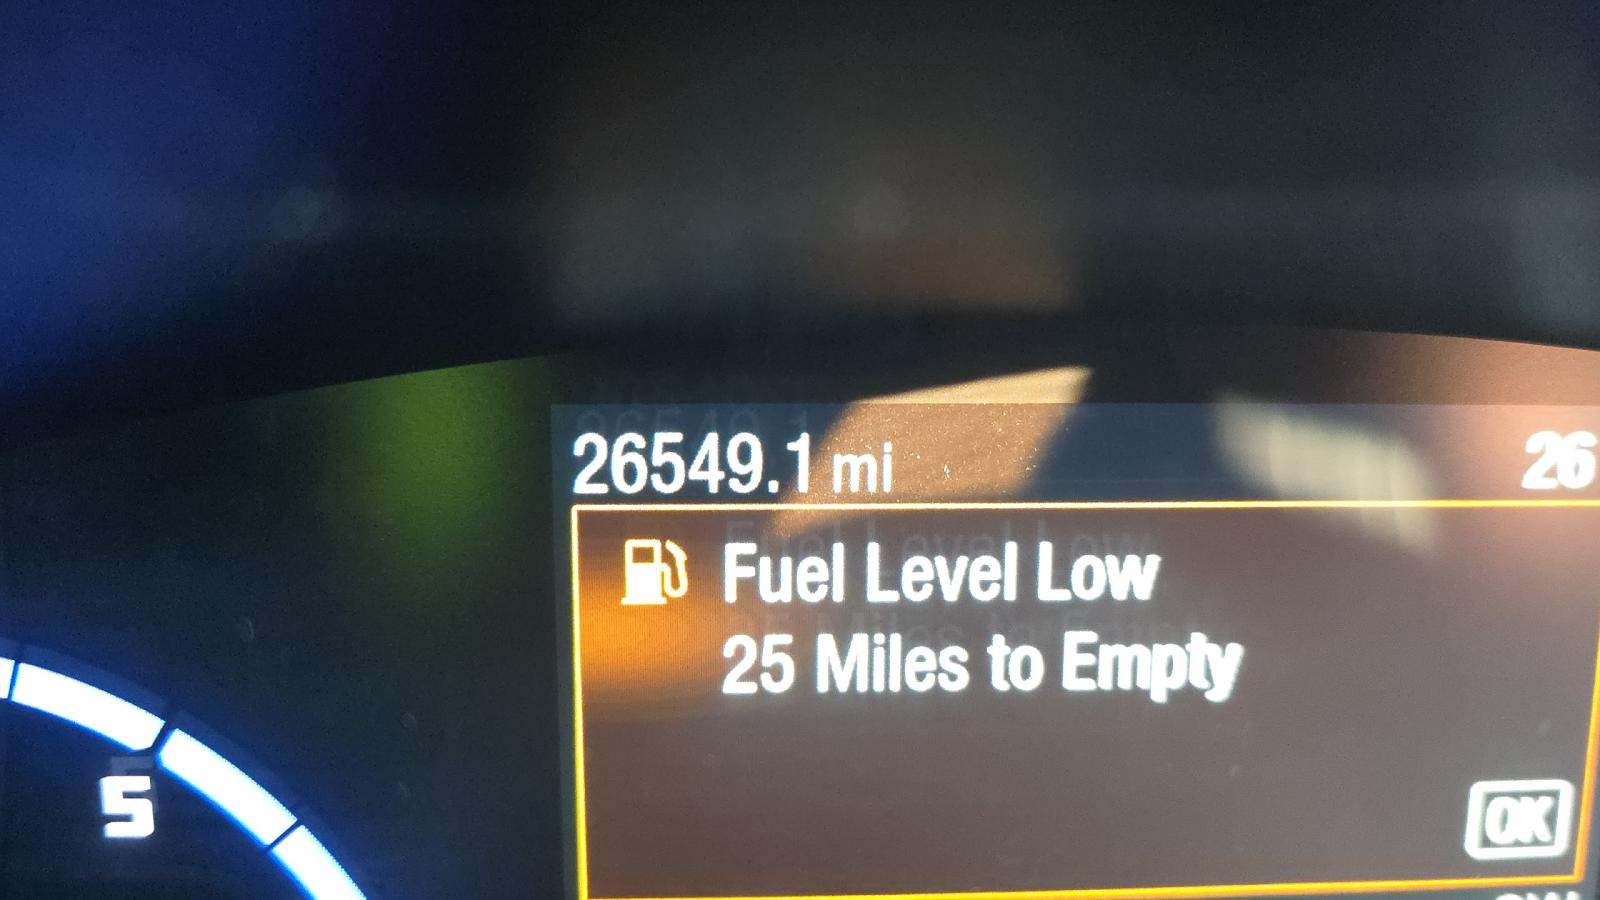 26549.1 mi
26
Fuel Level Low
25 Miles to Empty
5
OK